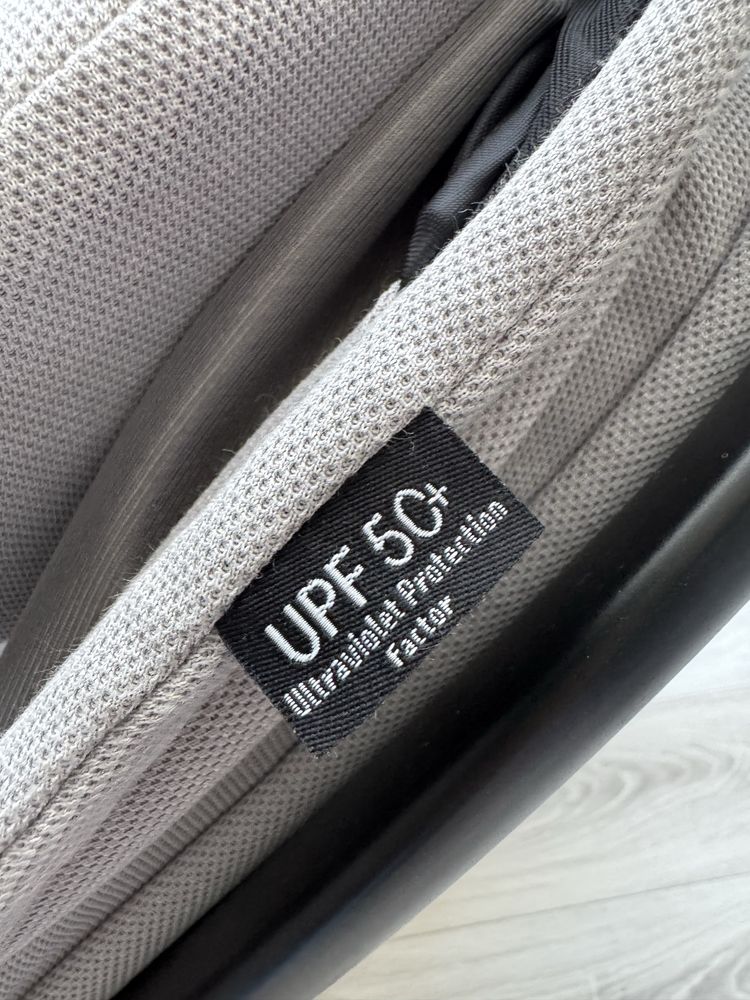 UPF 50+
Ultraviolet Protection
Factor